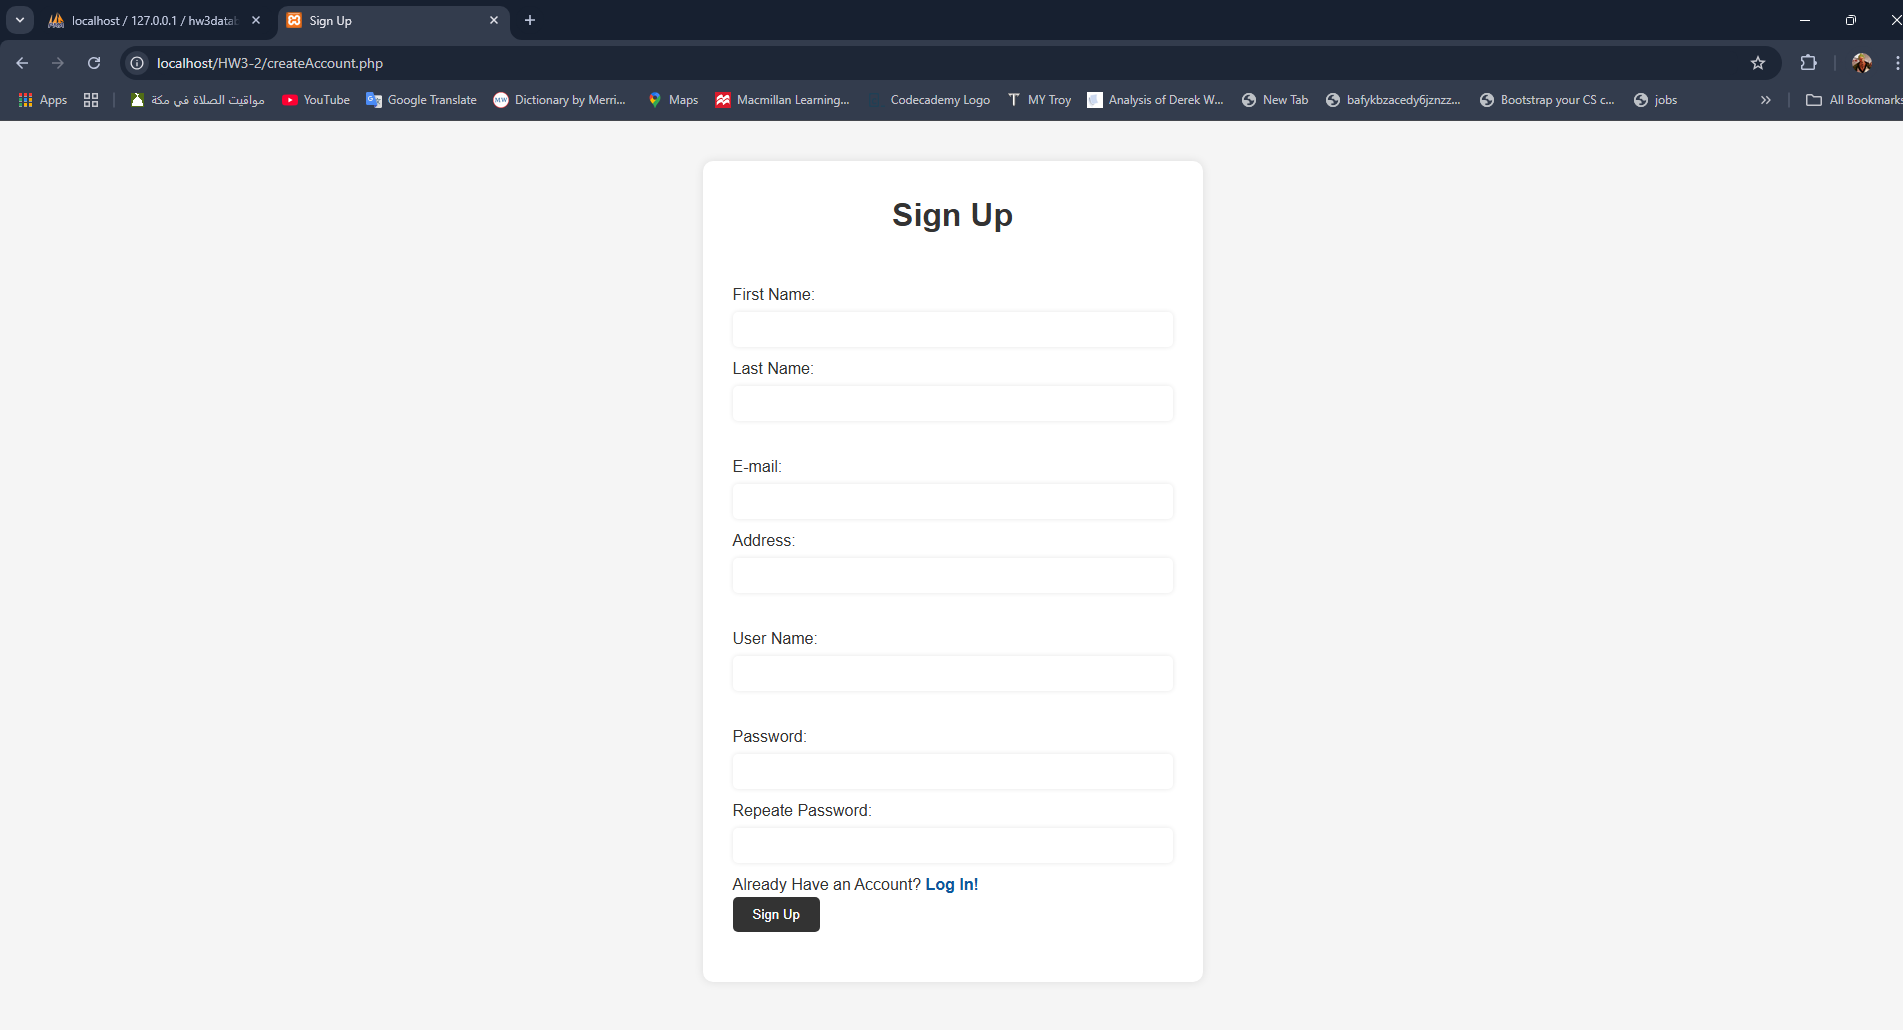 localhost / 127.0.0.1 / hw3datab
Sign Up
localhost/HW3-2/createAccount.php
Apps
مواقيت الصلاة في مكة
YouTube
Google Translate
Dictionary by Merri...
Maps
Macmillan Learning...
Codecademy Logo
MY Troy
Analysis of Derek W...
New Tab
bafykbzacedy6jznzz...
Bootstrap your CS c...
jobs
All Bookmarks
Sign Up
First Name:
Last Name:
E-mail:
Address:
User Name:
Password:
Repeate Password:
Already Have an Account? Log In!
Sign Up